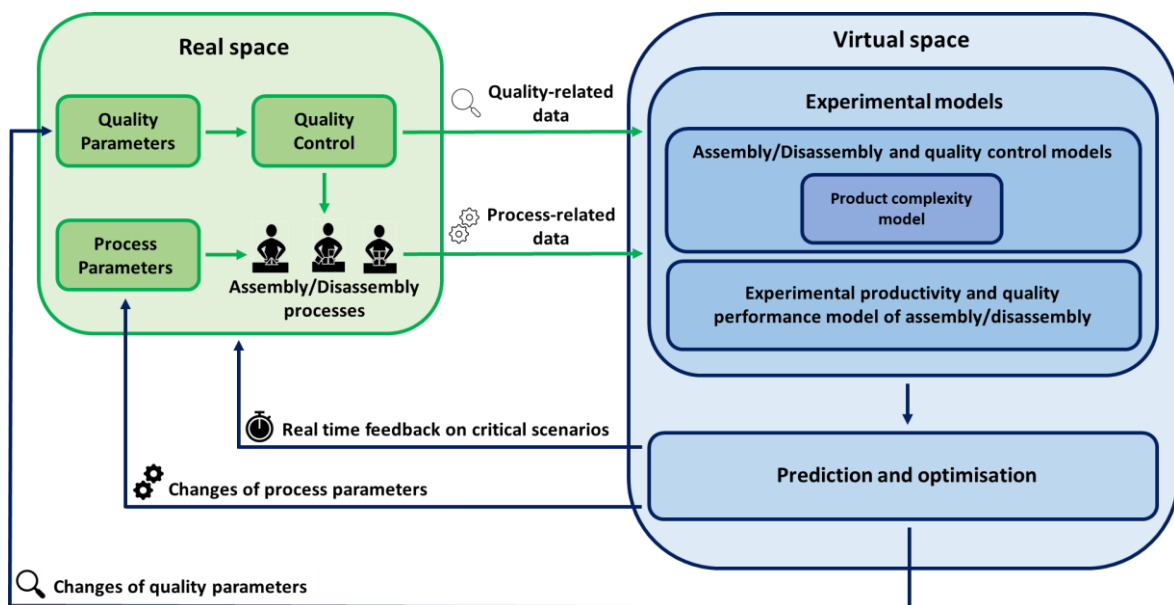 Real space
Quality
Parameters
Quality
Control
Process
Parameters
Assembly/Disassembly
processes
Quality-related
data
Process-related
data
Virtual space
Experimental models
Assembly/Disassembly and quality control models
Product complexity
model
Experimental productivity and quality
performance model of assembly/disassembly
Prediction and optimisation
Real time feedback on critical scenarios
Changes of process parameters
Changes of quality parameters